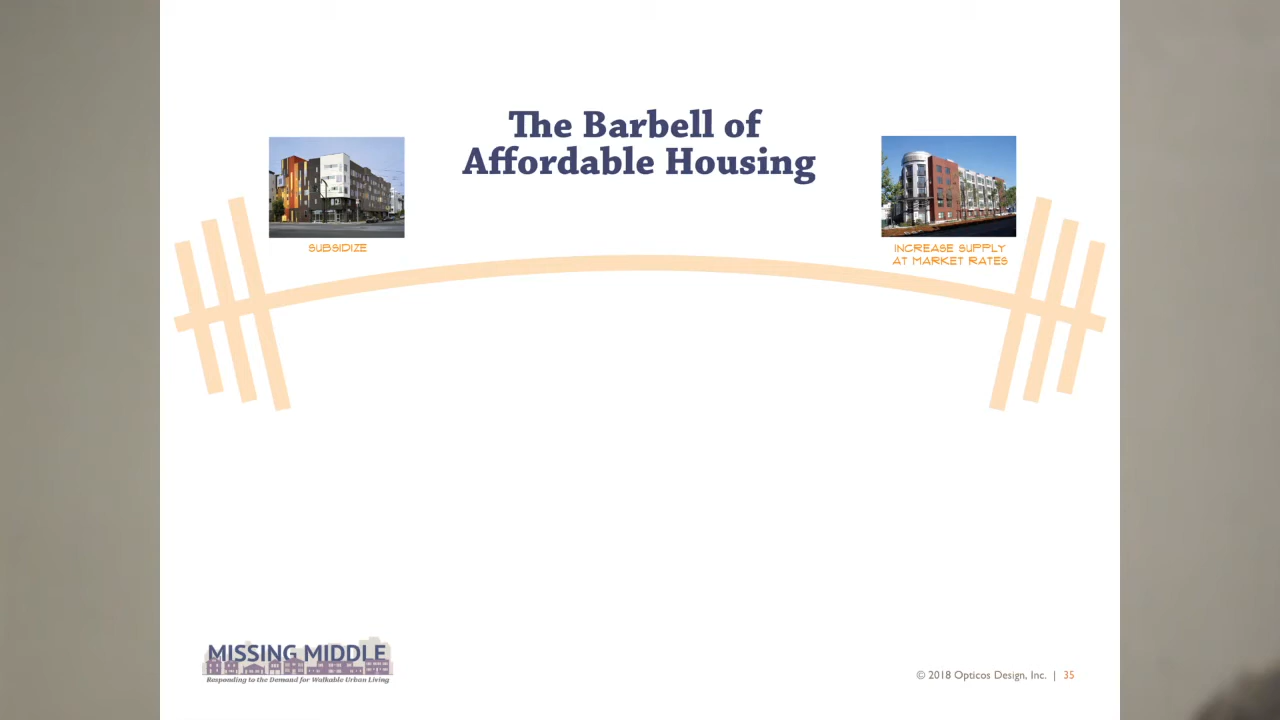 The Barbell of
Affordable Housing
SUBSIDIZE
INCREASE SUPPLY
AT MARKET RATES
MISSING MIDDLE
Responding to the Demand for Walkable Urban Living
© 2018 Opticos Design, Inc. | 35